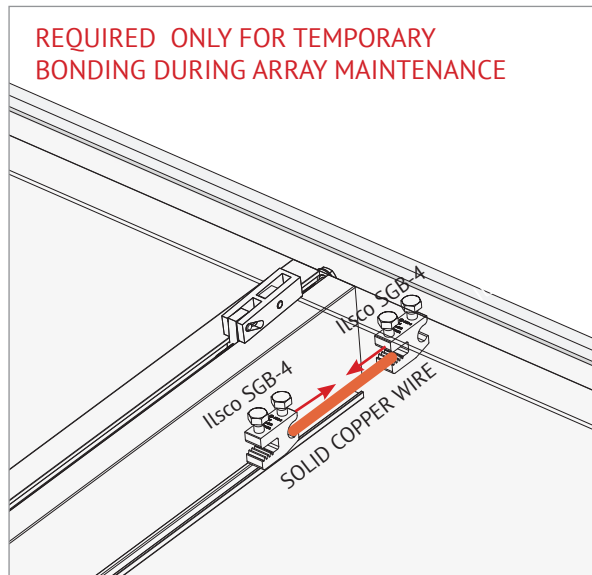 REQUIRED ONLY FOR TEMPORARY
BONDING DURING ARRAY MAINTENANCE
Ilsco SGB-4
Ilsco SGB-4
SOLID COPPER WIRE